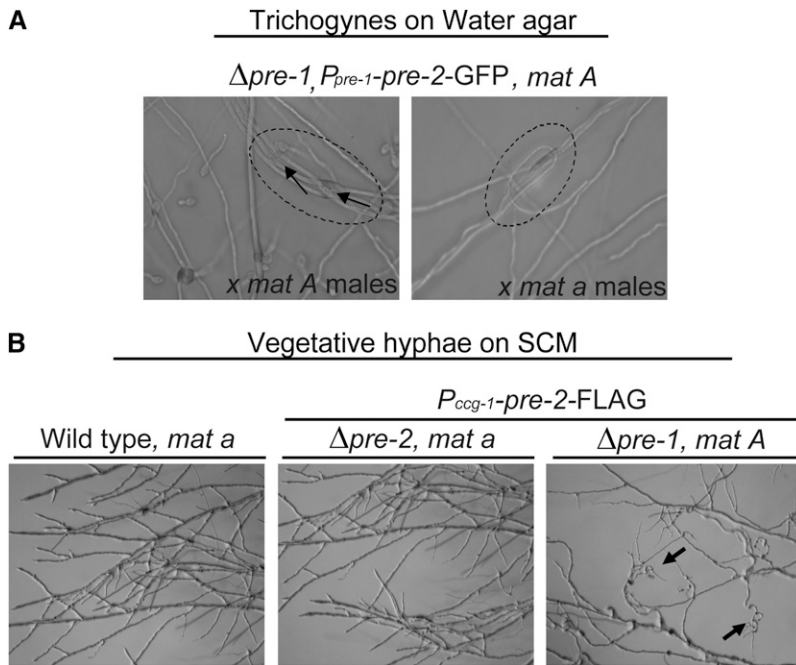 A
Trichogynes on Water agar
Δpre-1, Ppre-1-pre-2-GFP, mat A
x mat A males
x mat a males
B
Vegetative hyphae on SCM
Pccg-1-pre-2-FLAG
Wild type, mat a
Δpre-2, mat a
Δpre-1, mat A